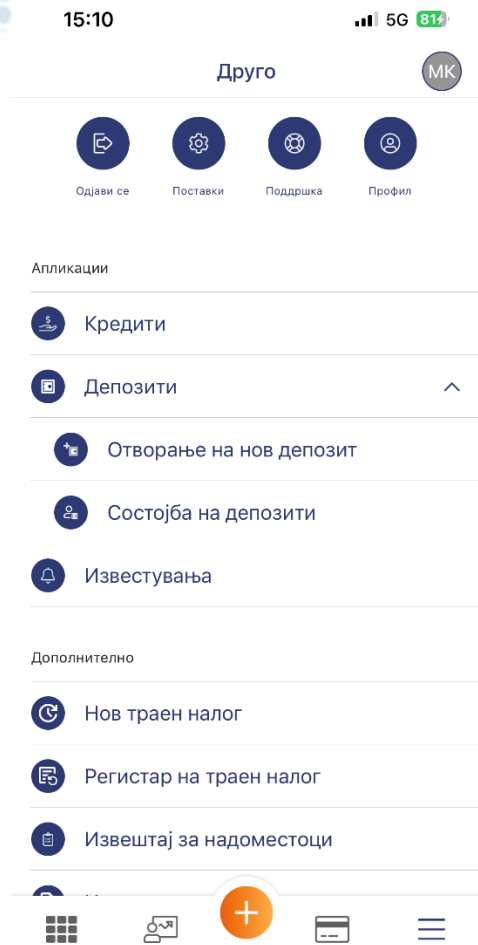 15:10
5G 81
Друго
МК
Одјави се
Поставки
Поддршка
Профил
Апликации
Кредити
Депозити
Отворање на нов депозит
Состојба на депозити
Известувања
Дополнително
Нов траен налог
Регистар на траен налог
Извештај за надоместоци